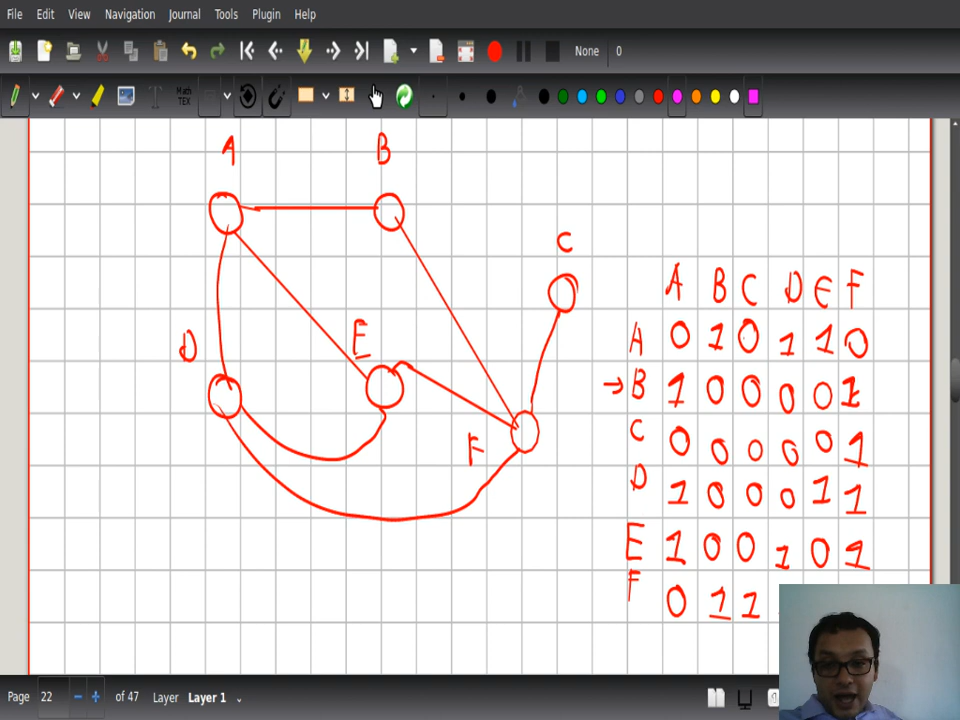 File Edit View Navigation Journal Tools Plugin Help
None 0
Math TEX
A B
C
D E
F
A B C D E F
A 0 1 0 1 1 0
→ B 1 0 0 0 0 1
C 0 0 0 0 0 1
D 1 0 0 0 1 1
E 1 0 0 1 0 1
F 0 1 1
Page 22 of 47 Layer Layer 1